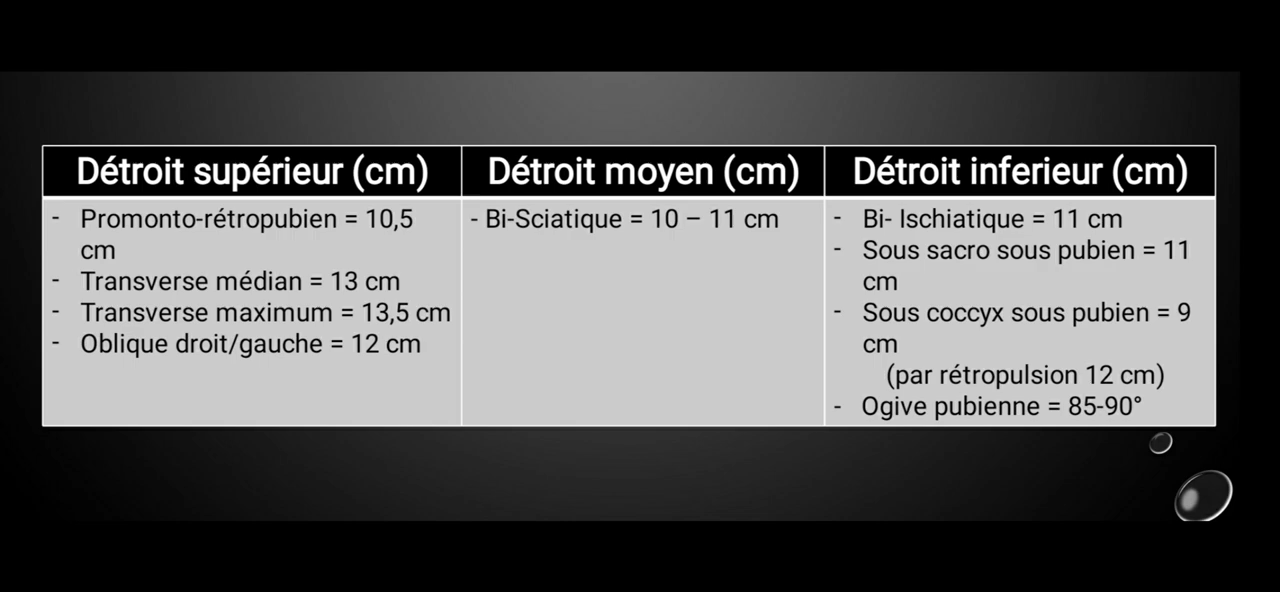 Détroit supérieur (cm)
- Promonto-rétropubien = 10,5
cm
- Transverse médian = 13 cm
- Transverse maximum = 13,5 cm
- Oblique droit/gauche = 12 cm
Détroit moyen (cm)
- Bi-Sciatique = 10 – 11 cm
Détroit inferieur (cm)
- Bi- Ischiatique = 11 cm
- Sous sacro sous pubien = 11
cm
- Sous coccyx sous pubien = 9
cm
(par rétropulsion 12 cm)
- Ogive pubienne = 85-90°